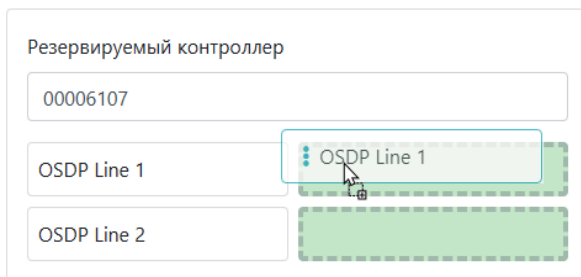 Резервируемый контроллер
00006107
OSDP Line 1
OSDP Line 1
OSDP Line 2